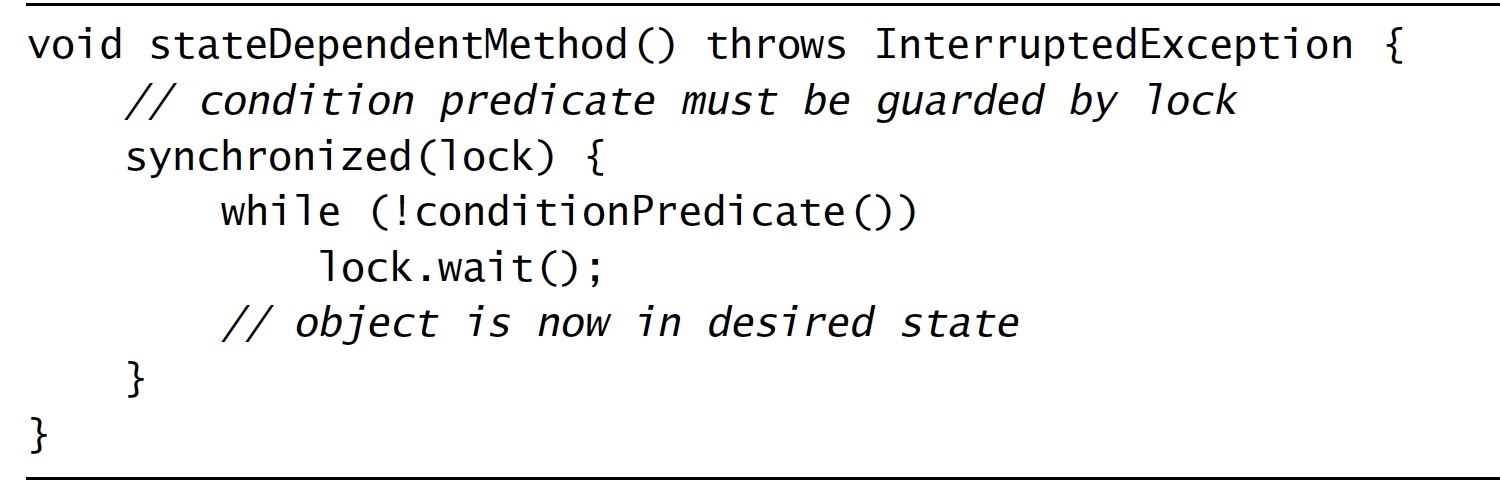 void stateDependentMethod() throws InterruptedException {
    // condition predicate must be guarded by lock
    synchronized(lock) {
        while (!conditionPredicate())
            lock.wait();
        // object is now in desired state
    }
}